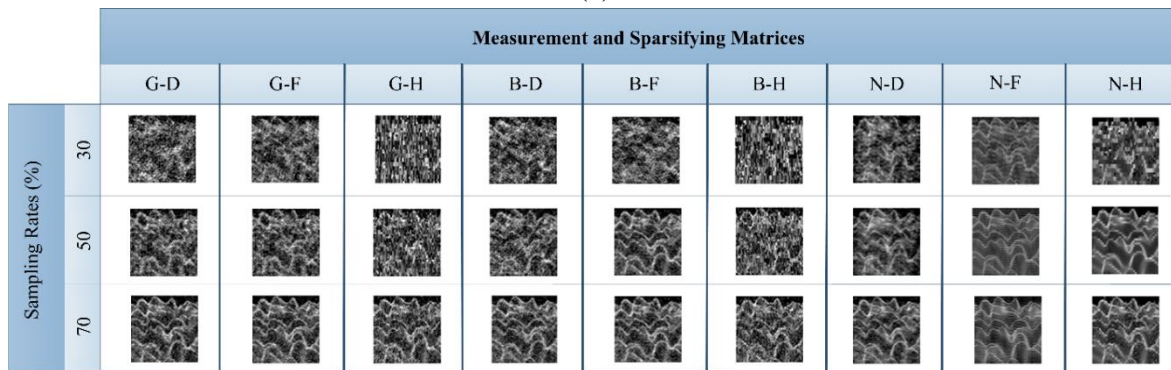 Measurement and Sparsifying Matrices
G-D G-F G-H B-D B-F B-H N-D N-F N-H
Sampling Rates (%)
30
50
70